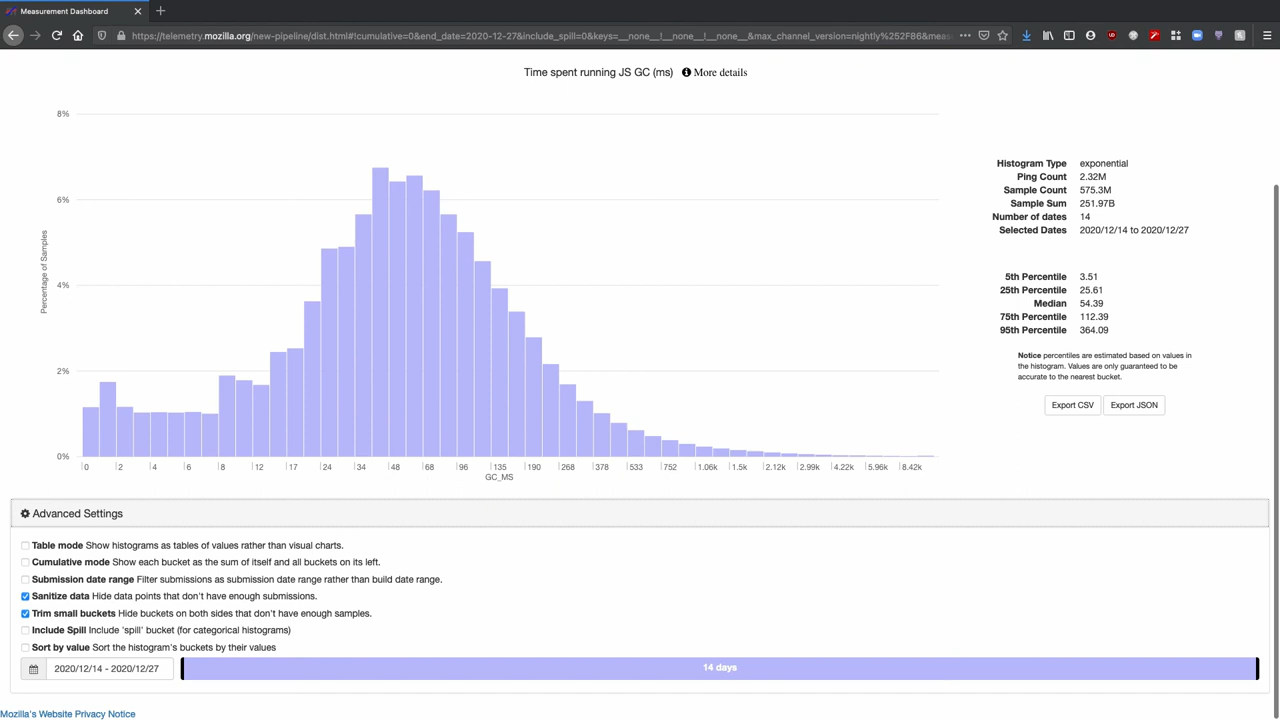 Measurement Dashboard
https://telemetry.mozilla.org/new-pipeline/dist.html#!cumulative=0&end_date=2020-12-27&include_spill=0&keys=__none__!__none__!__none__&max_channel_version=nightly%252F86&meas
Time spent running JS GC (ms) More details
8%
6%
4%
2%
0%
Percentage of Samples
0 2 4 6 8 12 17 24 34 48 68 96 135 190 268 378 533 752 1.06k 1.5k 2.12k 2.99k 4.22k 5.96k 8.42k
GC_MS
Histogram Type exponential
Ping Count 2.32M
Sample Count 575.3M
Sample Sum 251.97B
Number of dates 14
Selected Dates 2020/12/14 to 2020/12/27
5th Percentile 3.51
25th Percentile 25.61
Median 54.39
75th Percentile 112.39
95th Percentile 364.09
Notice percentiles are estimated based on values in
the histogram. Values are only guaranteed to be
accurate to the nearest bucket.
Export CSV Export JSON
Advanced Settings
Table mode Show histograms as tables of values rather than visual charts.
Cumulative mode Show each bucket as the sum of itself and all buckets on its left.
Submission date range Filter submissions as submission date range rather than build date range.
Sanitize data Hide data points that don't have enough submissions.
Trim small buckets Hide buckets on both sides that don't have enough samples.
Include Spill Include 'spill' bucket (for categorical histograms)
Sort by value Sort the histogram's buckets by their values
2020/12/14 - 2020/12/27 14 days
Mozilla's Website Privacy Notice